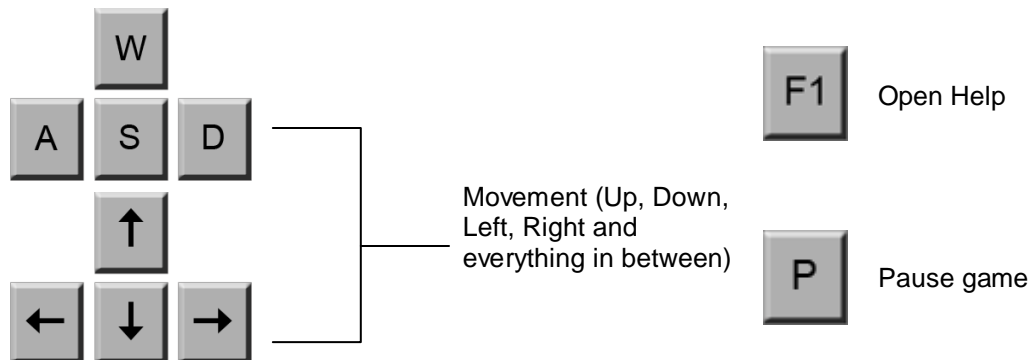 W
A S D
↑
← ↓ →
Movement (Up, Down,
Left, Right and
everything in between)
F1
Open Help
P
Pause game